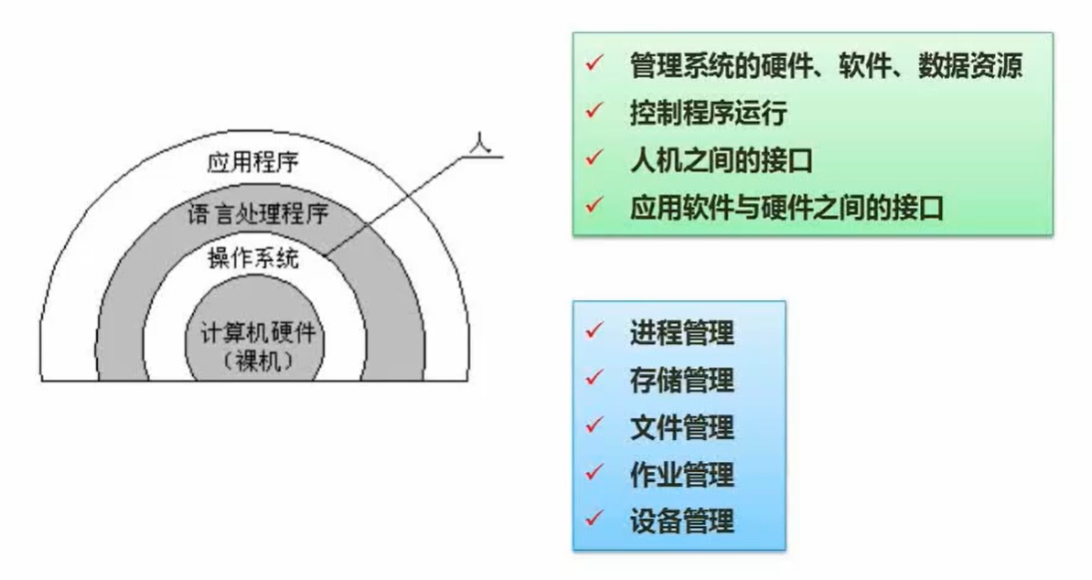 应用程序
语言处理程序
操作系统
计算机硬件
（裸机）
人
管理系统的硬件、软件、数据资源
控制程序运行
人机之间的接口
应用软件与硬件之间的接口
进程管理
存储管理
文件管理
作业管理
设备管理